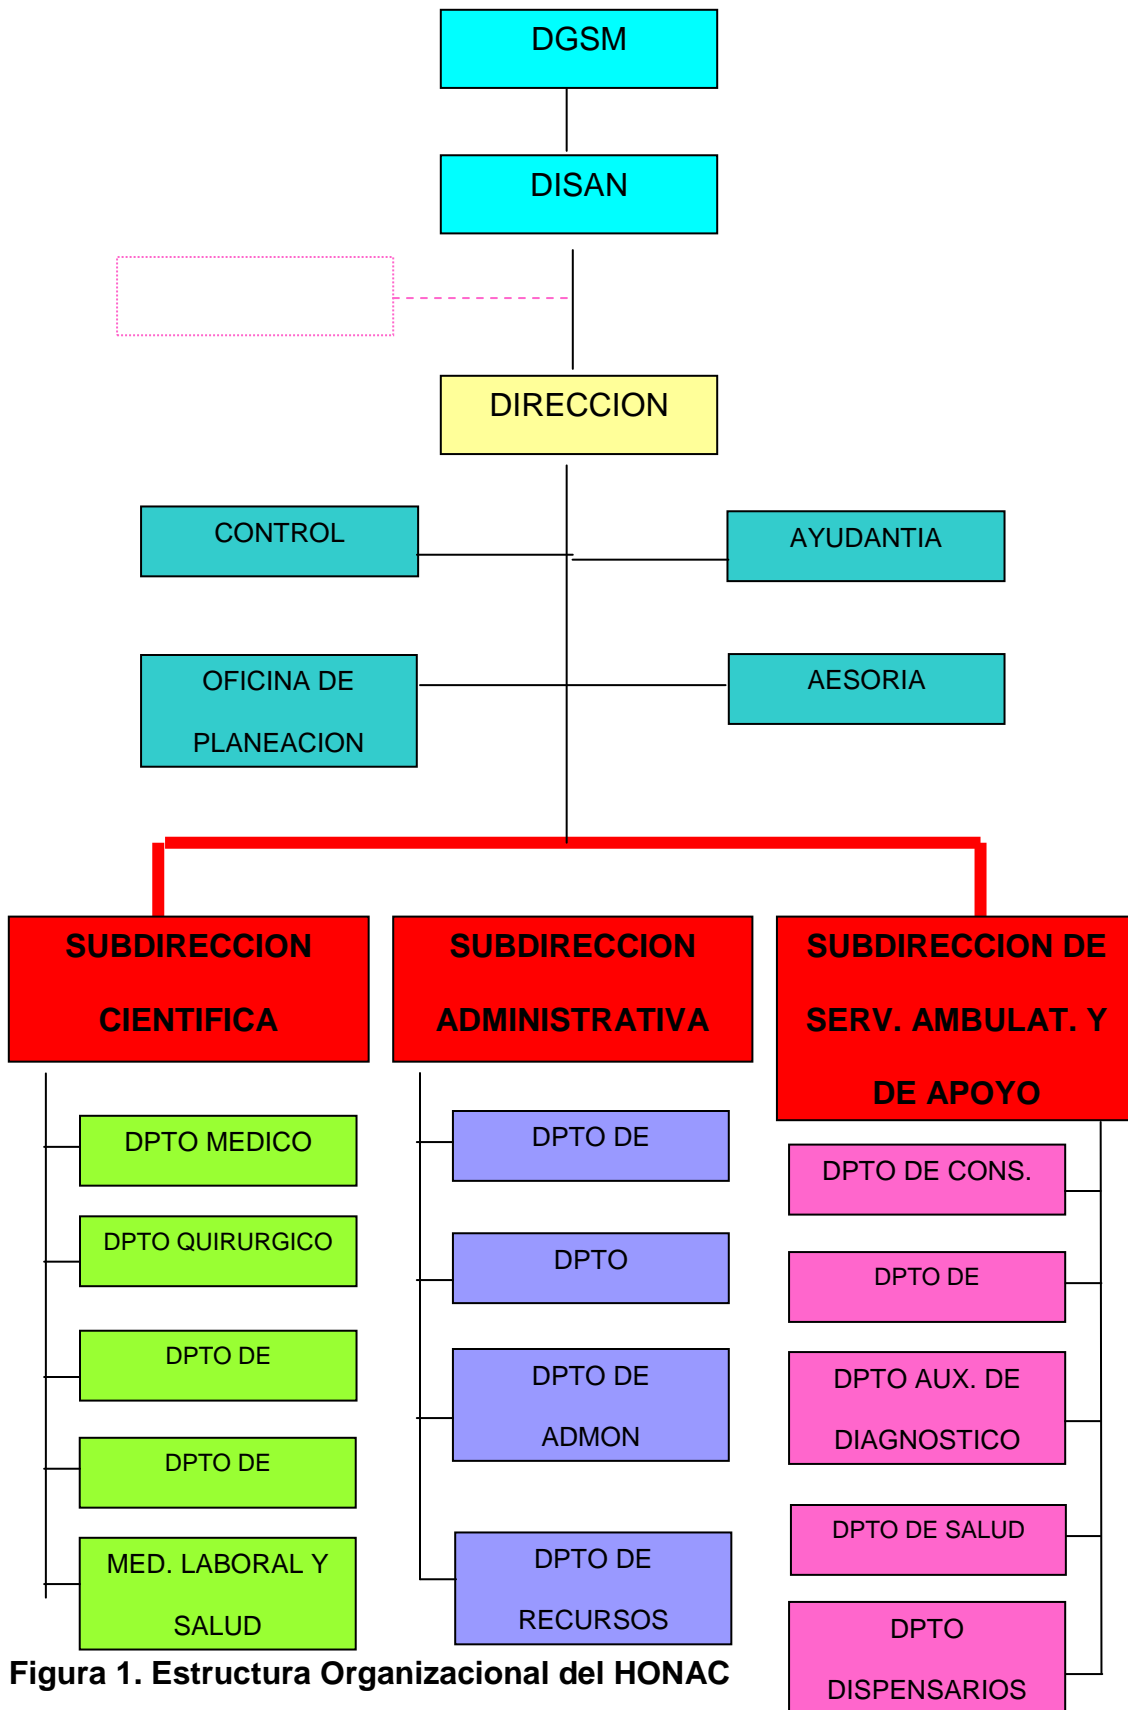 DGSM
DISAN
DIRECCION
CONTROL
AYUDANTIA
OFICINA DE
PLANEACION
AESORIA
SUBDIRECCION
CIENTIFICA
SUBDIRECCION
ADMINISTRATIVA
SUBDIRECCION DE
SERV. AMBULAT. Y
DE APOYO
DPTO MEDICO
DPTO QUIRURGICO
DPTO DE
DPTO DE
MED. LABORAL Y
SALUD
DPTO DE
DPTO
DPTO DE
ADMON
DPTO DE
RECURSOS
DPTO DE CONS.
DPTO DE
DPTO AUX. DE
DIAGNOSTICO
DPTO DE SALUD
DPTO
DISPENSARIOS
Figura 1. Estructura Organizacional del HONAC